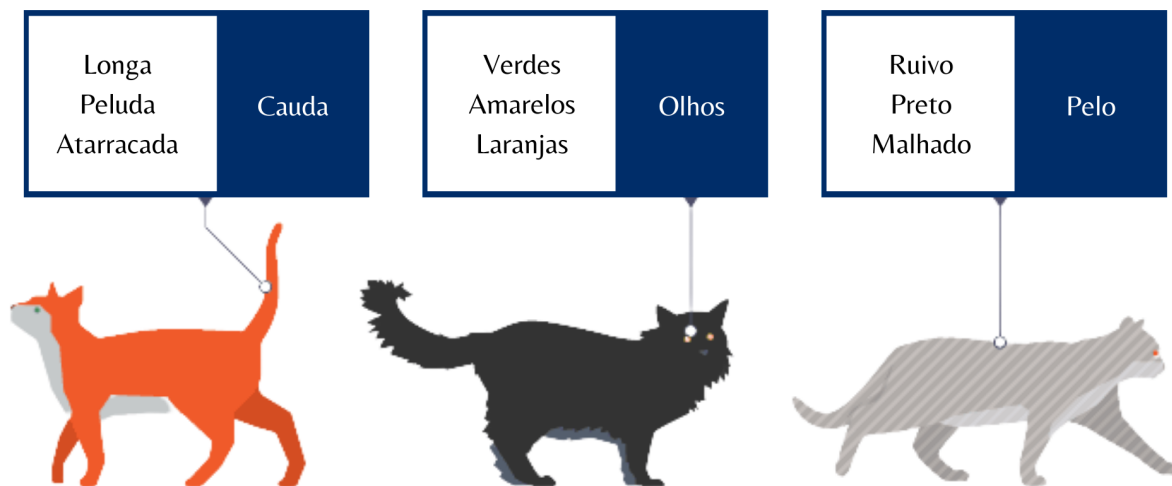 Longa
Peluda
Atarracada
Cauda
Verdes
Amarelos
Laranjas
Olhos
Ruivo
Preto
Malhado
Pelo